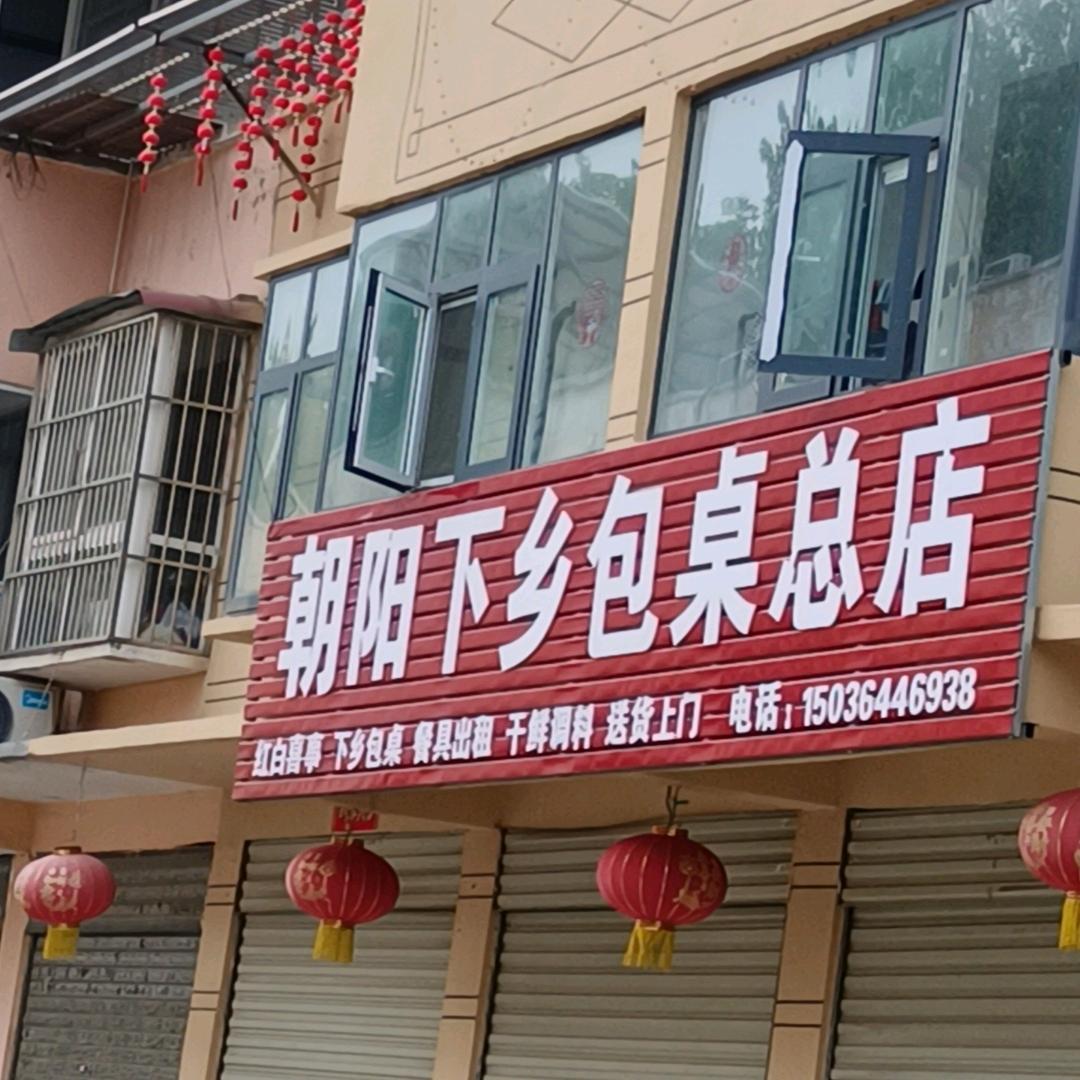 朝阳下乡包桌总店
红白喜事 下乡包桌 餐具出租 干鲜调料 送货上门 电话：15036446938